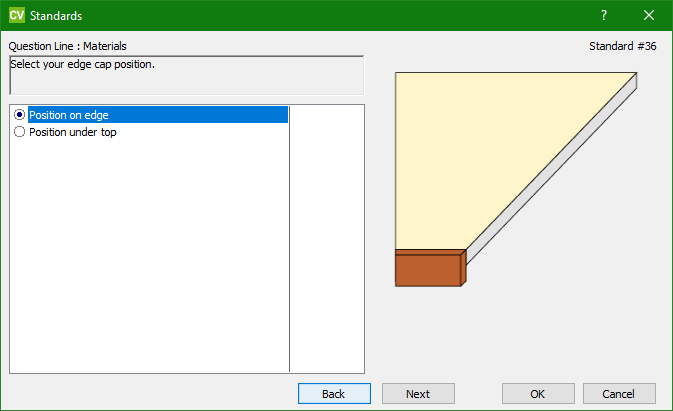 CV Standards ?
Question Line : Materials
Standard #36
Select your edge cap position.
Position on edge
Position under top
Back
Next
OK
Cancel